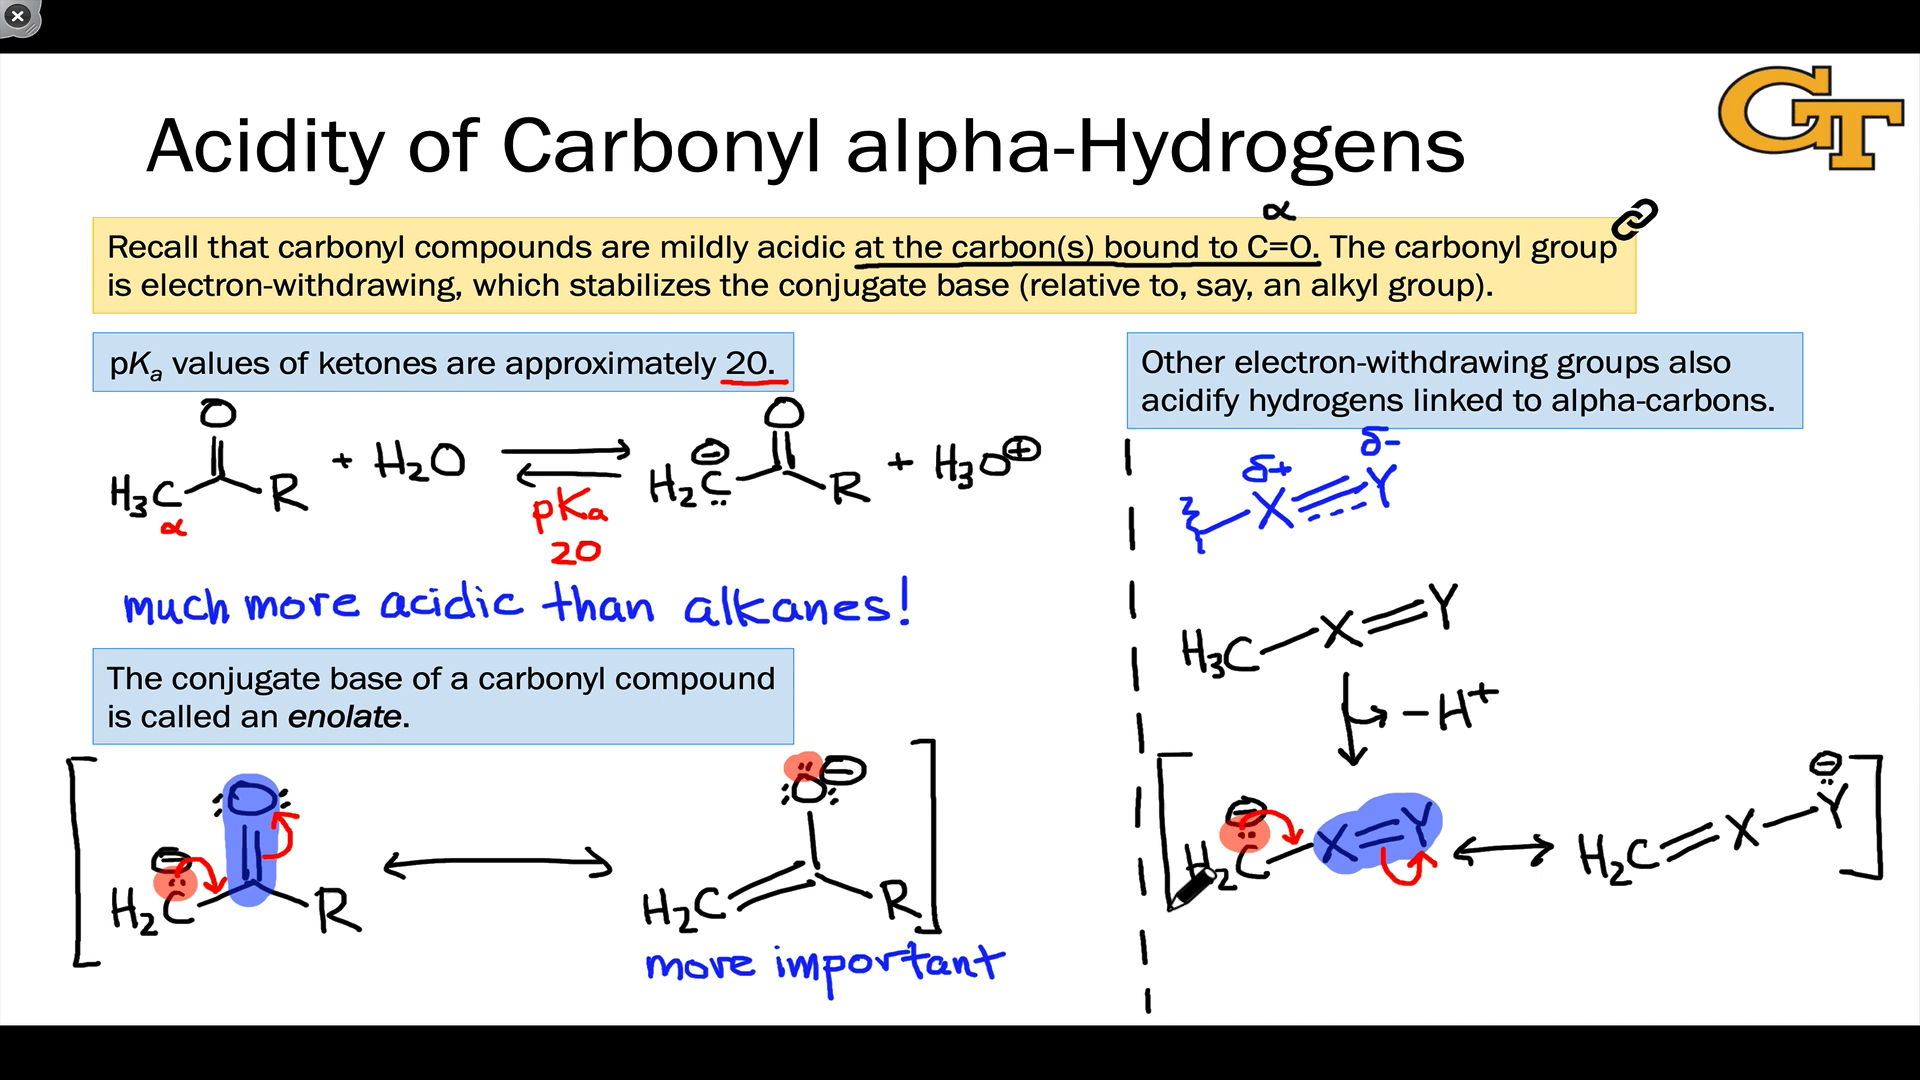 GT
Acidity of Carbonyl alpha-Hydrogens
α
Recall that carbonyl compounds are mildly acidic at the carbon(s) bound to C=O. The carbonyl group
is electron-withdrawing, which stabilizes the conjugate base (relative to, say, an alkyl group).
pKa values of ketones are approximately 20.
O
H3C R + H2O
α
pKa
20
O
⊖
H2C R + H3O⊕
much more acidic than alkanes!
The conjugate base of a carbonyl compound
is called an enolate.
O
⊖
H2C R
O ⊖
H2C R
more important
Other electron-withdrawing groups also
acidify hydrogens linked to alpha-carbons.
δ+ δ-
X Y
H3C X Y
-H+
⊖
H2C X Y
⊖
H2C X Y